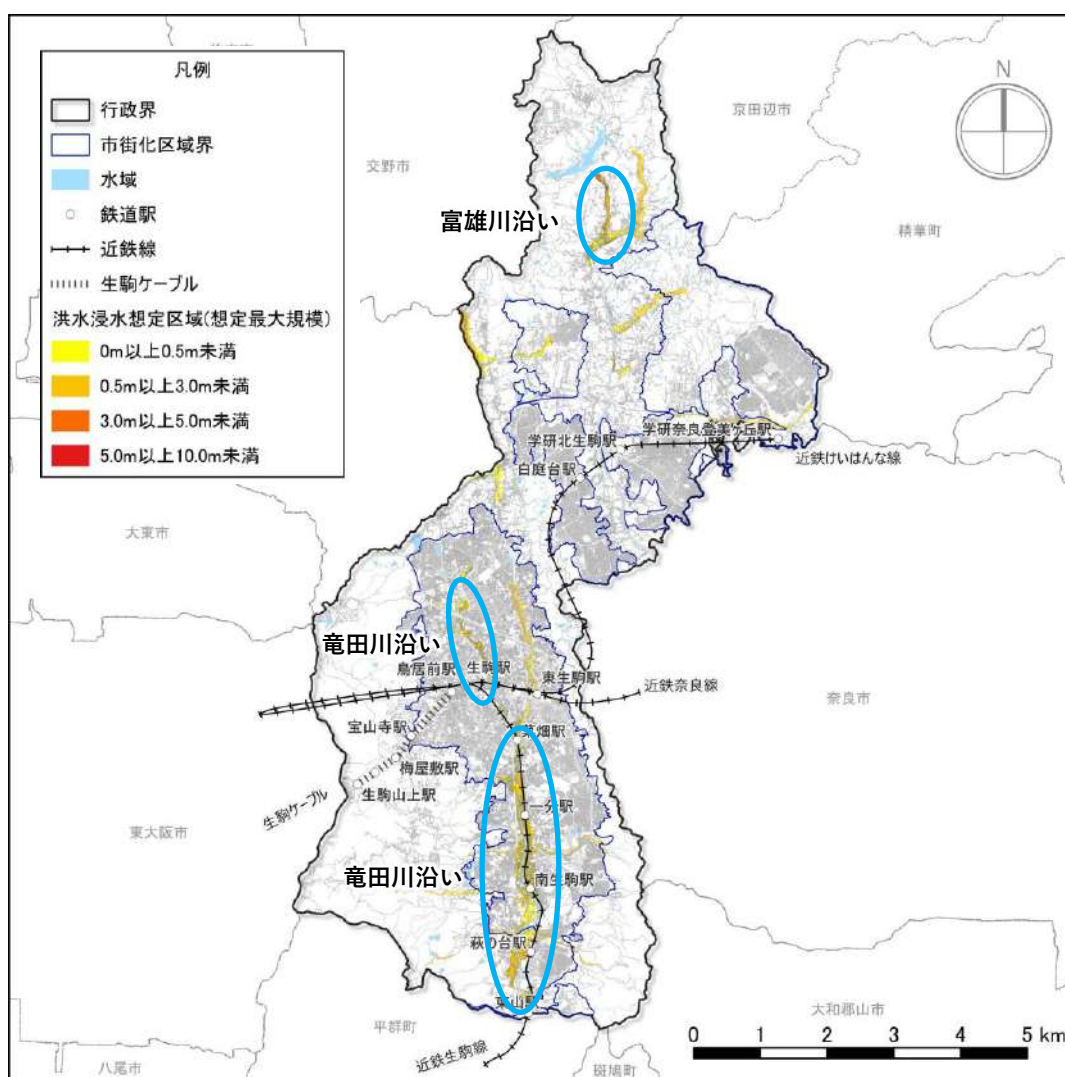 凡例
行政界
市街化区域界
水域
鉄道駅
近鉄線
生駒ケーブル
洪水浸水想定区域(想定最大規模)
0m以上0.5m未満
0.5m以上3.0m未満
3.0m以上5.0m未満
5.0m以上10.0m未満
N
京田辺市
交野市
富雄川沿い
精華町
学研北生駒駅
学研奈良登美ヶ丘駅
白庭台駅
近鉄けいはんな線
大東市
竜田川沿い
鳥居前駅
生駒駅
東生駒駅
近鉄奈良線
奈良市
宝山寺駅
菜畑駅
梅屋敷駅
生駒山上駅
生駒ケーブル
一分駅
東大阪市
竜田川沿い
南生駒駅
萩の台駅
東山駅
大和郡山市
平群町
近鉄生駒線
八尾市
斑鳩町
0 1 2 3 4 5 km